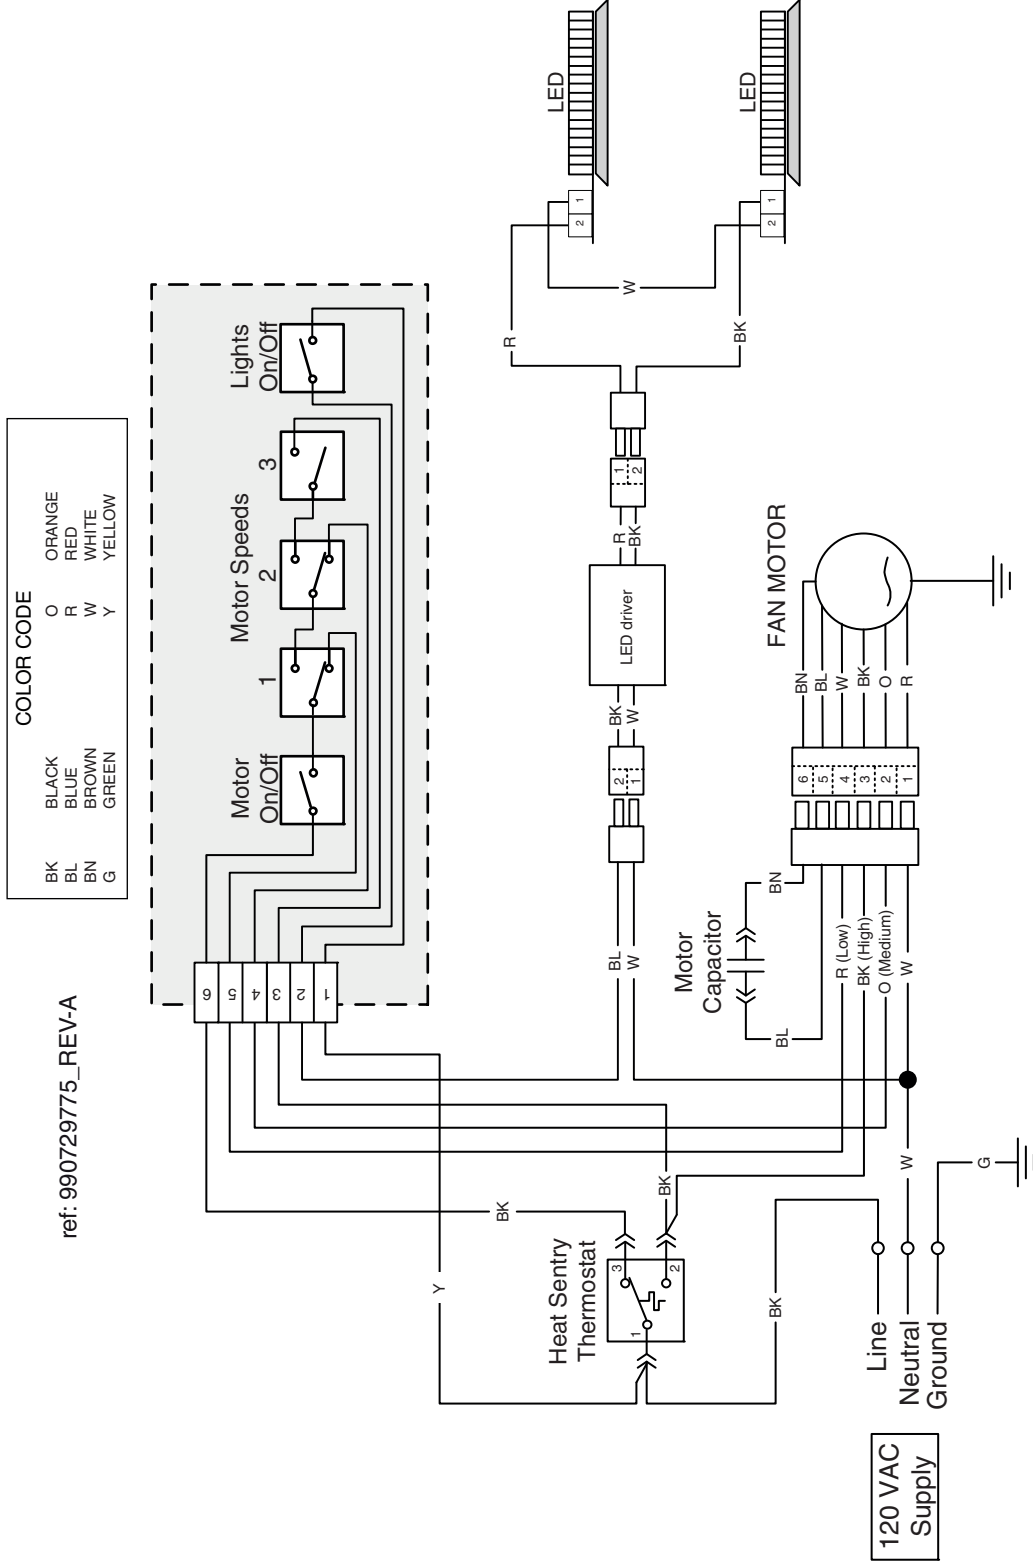 COLOR CODE
BK BLACK O ORANGE
BL BLUE R RED
BN BROWN W WHITE
G GREEN Y YELLOW
ref: 990729775_REV-A
Motor
On/Off
Motor Speeds
1
2
3
Lights
On/Off
6
5
4
3
2
1
LED
2 1
LED
2 1
R
W
BK
1
2
R
BK
LED driver
BK
W
2
1
BL
W
FAN MOTOR
BN
BL
W
BK
O
R
6
5
4
3
2
1
BN
Motor
Capacitor
BL
R (Low)
BK (High)
O (Medium)
W
Y
BK
BK
Heat Sentry
Thermostat
3
2
1
BK
W
G
Line
Neutral
Ground
120 VAC
Supply